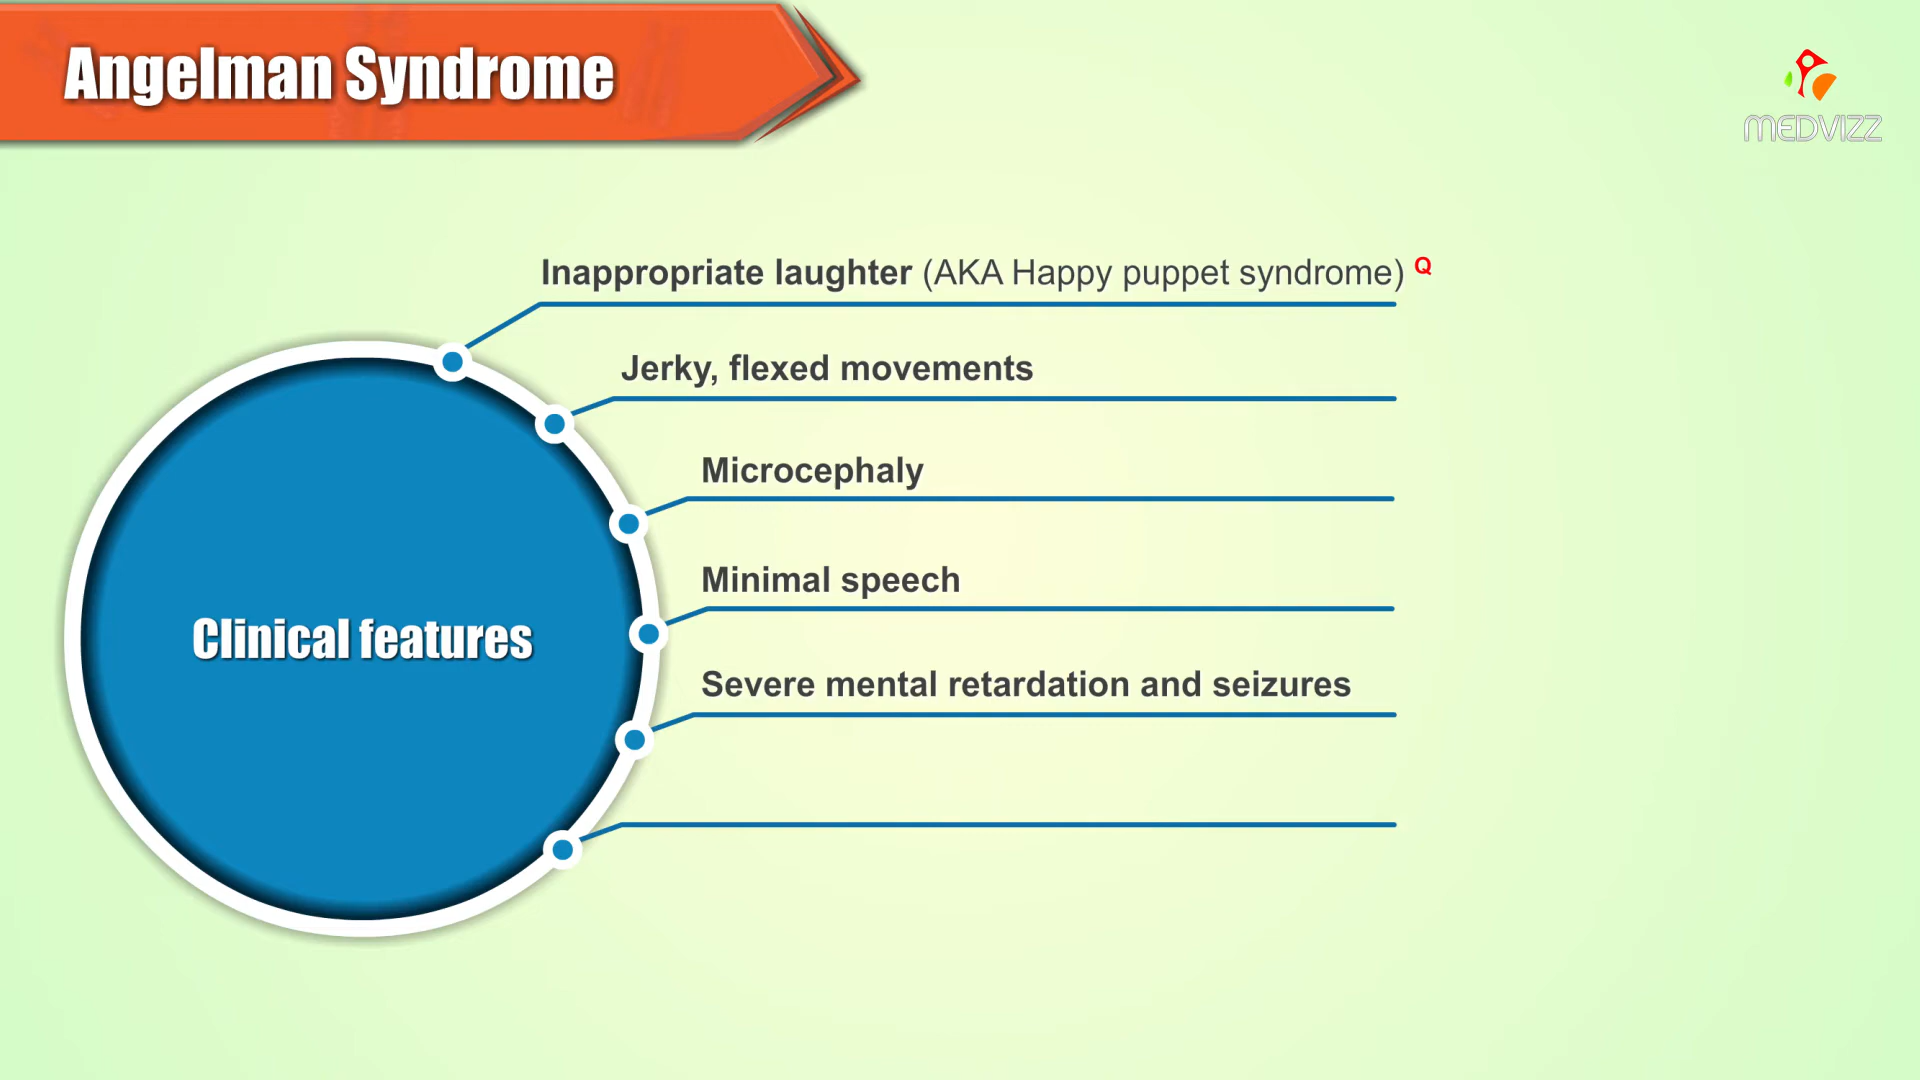 Angelman Syndrome
MEDVIZZ
Inappropriate laughter (AKA Happy puppet syndrome) Q
Jerky, flexed movements
Microcephaly
Minimal speech
Severe mental retardation and seizures
Clinical features